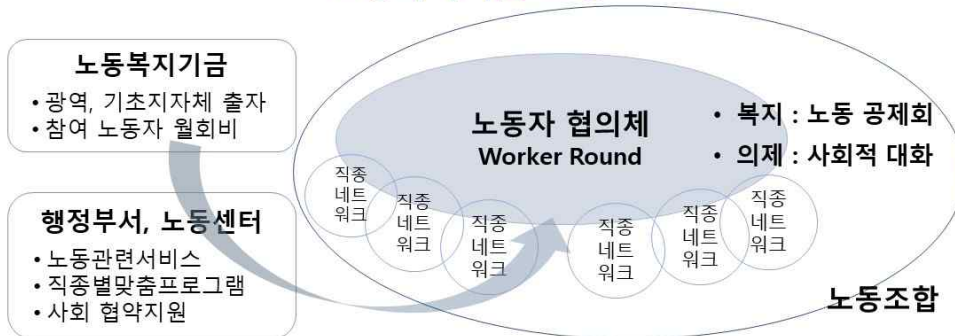 노동복지기금
• 광역, 기초지자체 출자
• 참여 노동자 월회비
행정부서, 노동센터
• 노동관련서비스
• 직종별맞춤프로그램
• 사회 협약지원
노동자 협의체
Worker Round
• 복지 : 노동 공제회
• 의제 : 사회적 대화
직종
네트
워크
직종
네트
워크
직종
네트
워크
직종
네트
워크
직종
네트
워크
직종
네트
워크
노동조합